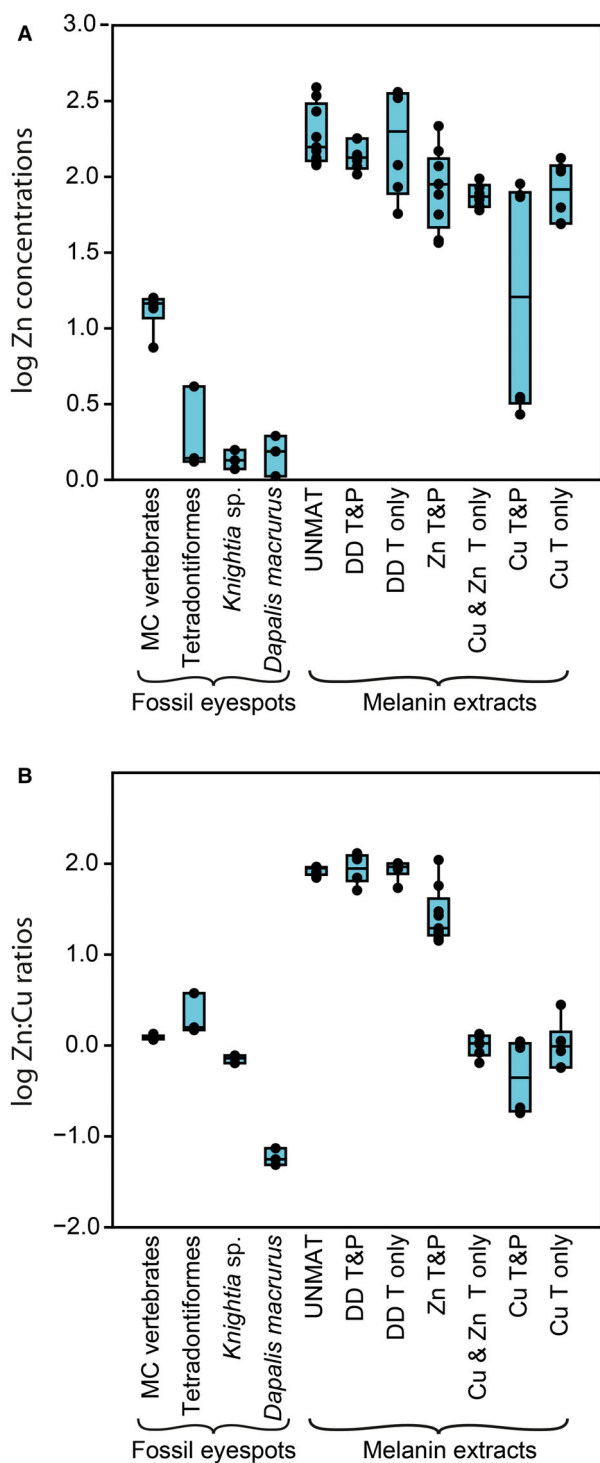 A
3.0
2.5
2.0
1.5
1.0
0.5
0.0
log Zn concentrations
MC vertebrates
Tetradontiformes
Knightia sp.
Dapalis macrurus
UNMAT
DD T&P
DD T only
Zn T&P
Cu & Zn T only
Cu T&P
Cu T only
Fossil eyespots
Melanin extracts
B
2.0
1.0
0.0
−1.0
−2.0
log Zn:Cu ratios
MC vertebrates
Tetradontiformes
Knightia sp.
Dapalis macrurus
UNMAT
DD T&P
DD T only
Zn T&P
Cu & Zn T only
Cu T&P
Cu T only
Fossil eyespots
Melanin extracts